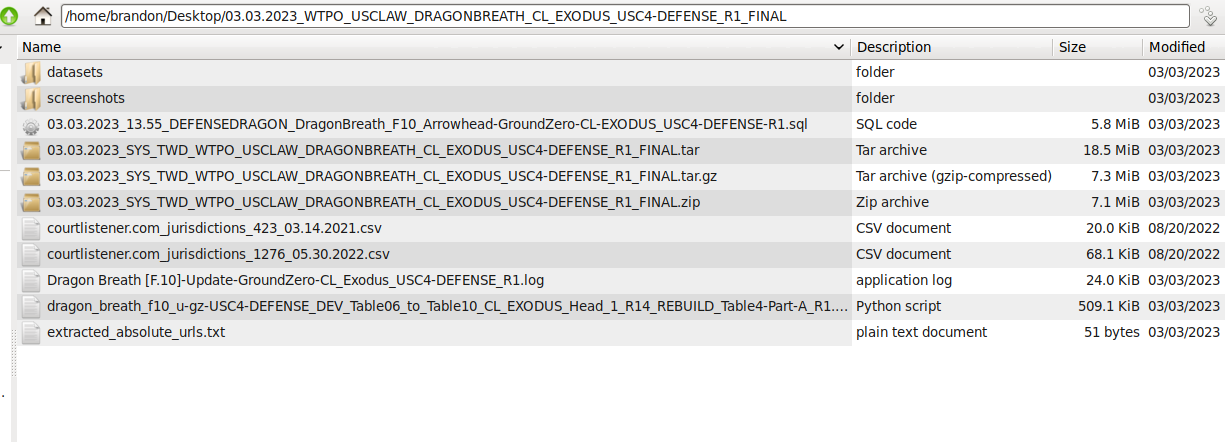 /home/brandon/Desktop/03.03.2023_WTPO_USCLAW_DRAGONBREATH_CL_EXODUS_USC4-DEFENSE_R1_FINAL
Name Description Size Modified
datasets folder 03/03/2023
screenshots folder 03/03/2023
03.03.2023_13.55_DEFENSEDRAGON_DragonBreath_F10_Arrowhead-GroundZero-CL-EXODUS_USC4-DEFENSE-R1.sql SQL code 5.8 MiB 03/03/2023
03.03.2023_SYS_TWD_WTPO_USCLAW_DRAGONBREATH_CL_EXODUS_USC4-DEFENSE_R1_FINAL.tar Tar archive 18.5 MiB 03/03/2023
03.03.2023_SYS_TWD_WTPO_USCLAW_DRAGONBREATH_CL_EXODUS_USC4-DEFENSE_R1_FINAL.tar.gz Tar archive (gzip-compressed) 7.3 MiB 03/03/2023
03.03.2023_SYS_TWD_WTPO_USCLAW_DRAGONBREATH_CL_EXODUS_USC4-DEFENSE_R1_FINAL.zip Zip archive 7.1 MiB 03/03/2023
courtlistener.com_jurisdictions_423_03.14.2021.csv CSV document 20.0 KiB 08/20/2022
courtlistener.com_jurisdictions_1276_05.30.2022.csv CSV document 68.1 KiB 08/20/2022
Dragon Breath [F.10]-Update-GroundZero-CL_Exodus_USC4-DEFENSE_R1.log application log 24.0 KiB 03/03/2023
dragon_breath_f10_u-gz-USC4-DEFENSE_DEV_Table06_to_Table10_CL_EXODUS_Head_1_R14_REBUILD_Table4-Part-A_R1.... Python script 509.1 KiB 03/03/2023
extracted_absolute_urls.txt plain text document 51 bytes 03/03/2023